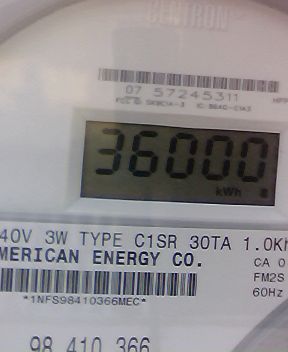 CENTRON
07 57245311
36000
kWh
40V 3W TYPE C1SR 30TA 1.0Kh
MERICAN ENERGY CO.
CA 0
FM2S
60Hz
*1NFS98410366MEC*
98 410 366